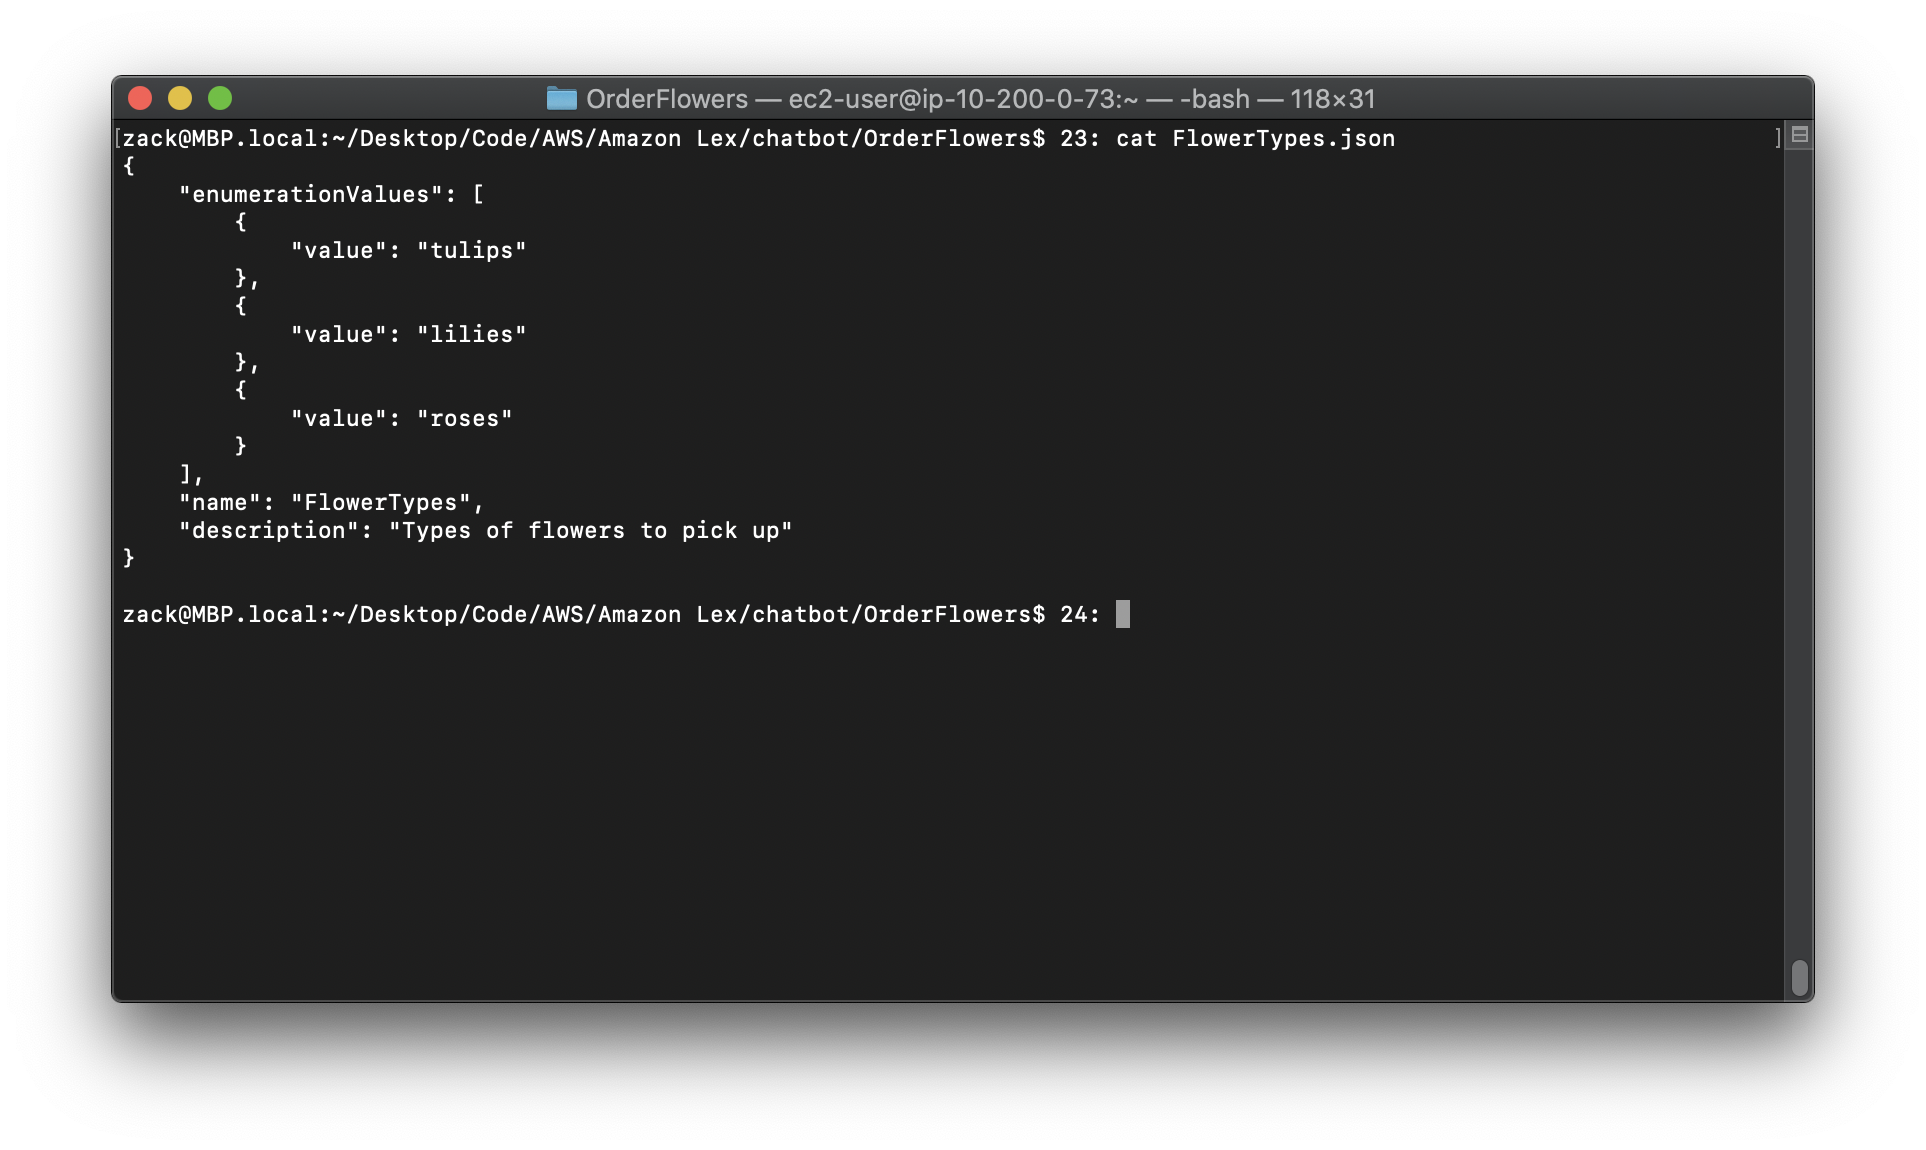 OrderFlowers — ec2-user@ip-10-200-0-73:~ — -bash — 118×31
[zack@MBP.local:~/Desktop/Code/AWS/Amazon Lex/chatbot/OrderFlowers$ 23: cat FlowerTypes.json ]
{
    "enumerationValues": [
        {
            "value": "tulips"
        },
        {
            "value": "lilies"
        },
        {
            "value": "roses"
        }
    ],
    "name": "FlowerTypes",
    "description": "Types of flowers to pick up"
}
zack@MBP.local:~/Desktop/Code/AWS/Amazon Lex/chatbot/OrderFlowers$ 24: